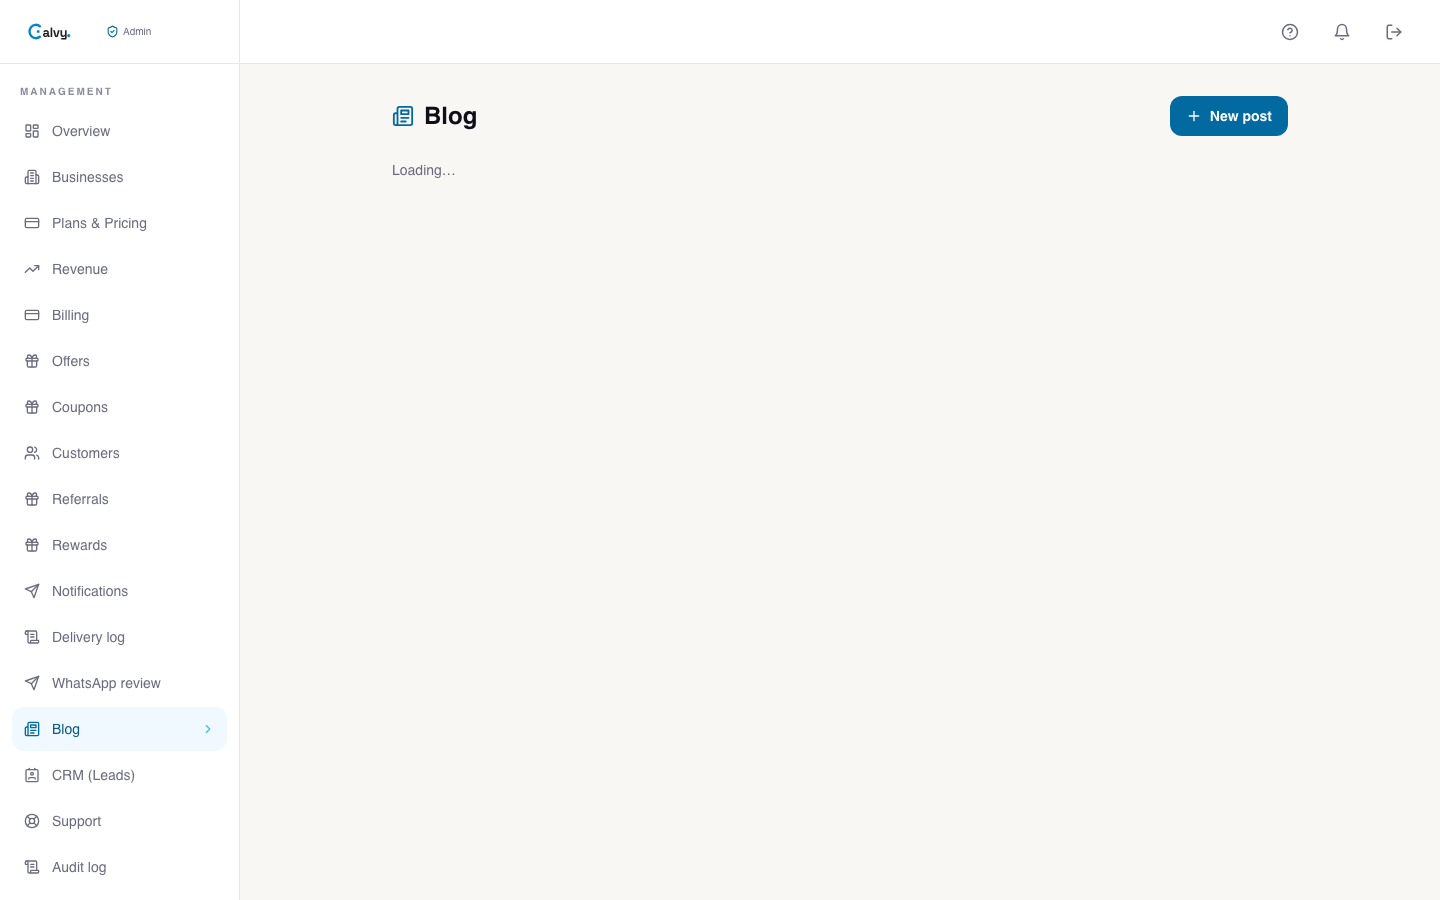 Calvy.
Admin
MANAGEMENT
Overview
Businesses
Plans & Pricing
Revenue
Billing
Offers
Coupons
Customers
Referrals
Rewards
Notifications
Delivery log
WhatsApp review
Blog
CRM (Leads)
Support
Audit log
Blog
New post
Loading…